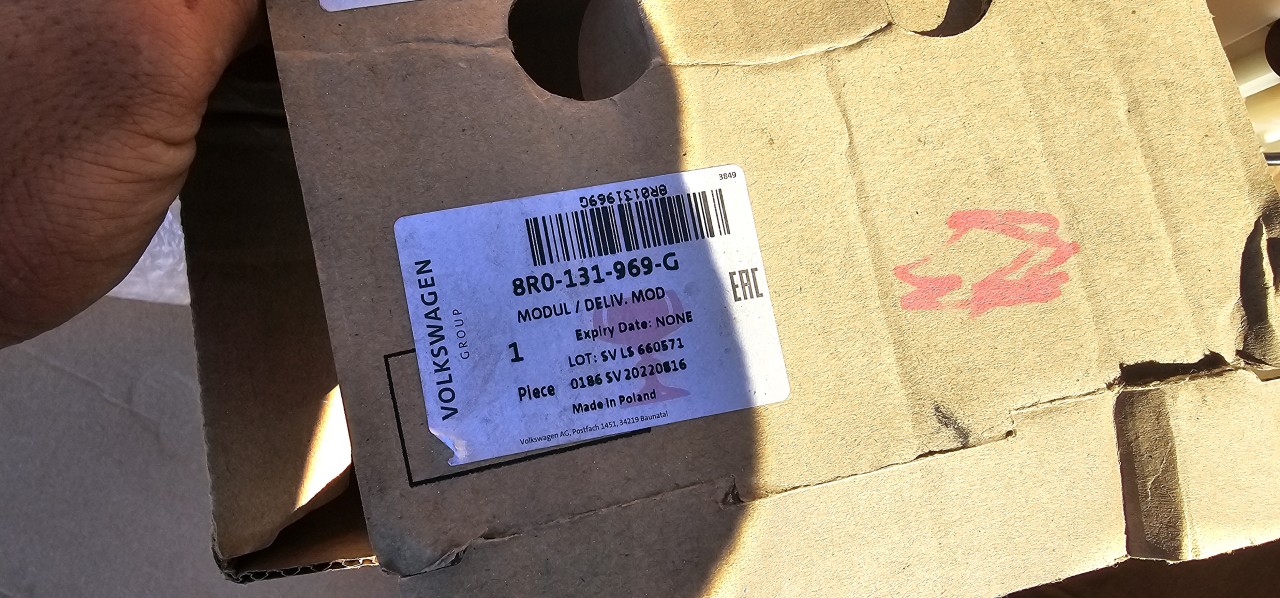 3849
8R0131969G
8R0-131-969-G
MODUL / DELIV. MOD
EAC
VOLKSWAGEN
GROUP
Expiry Date: NONE
1
LOT: SV LS 660571
Piece
0186 SV 20220816
Made in Poland
Volkswagen AG, Postfach 1451, 34219 Baunatal